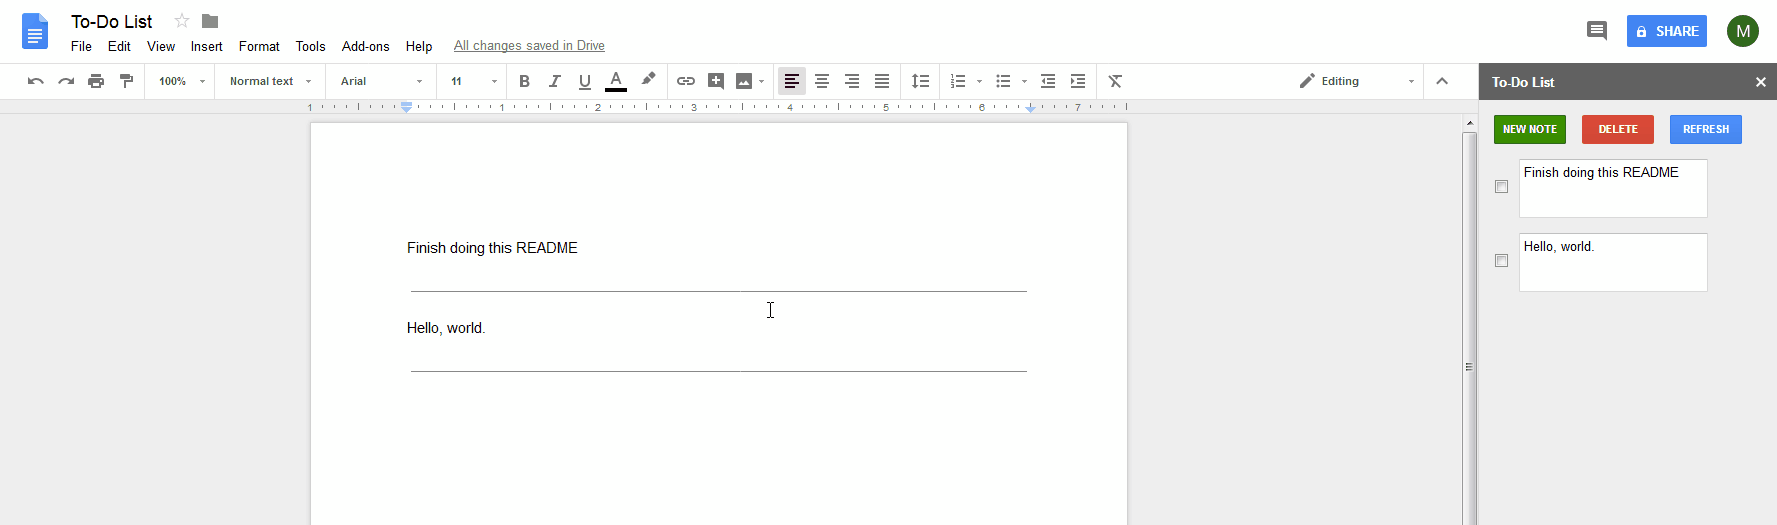 To-Do List
File Edit View Insert Format Tools Add-ons Help All changes saved in Drive
SHARE
M
100% Normal text Arial 11 B I U A Editing
To-Do List
1 1 2 3 4 5 6 7
NEW NOTE DELETE REFRESH
Finish doing this README
Hello, world.
Finish doing this README
Hello, world.